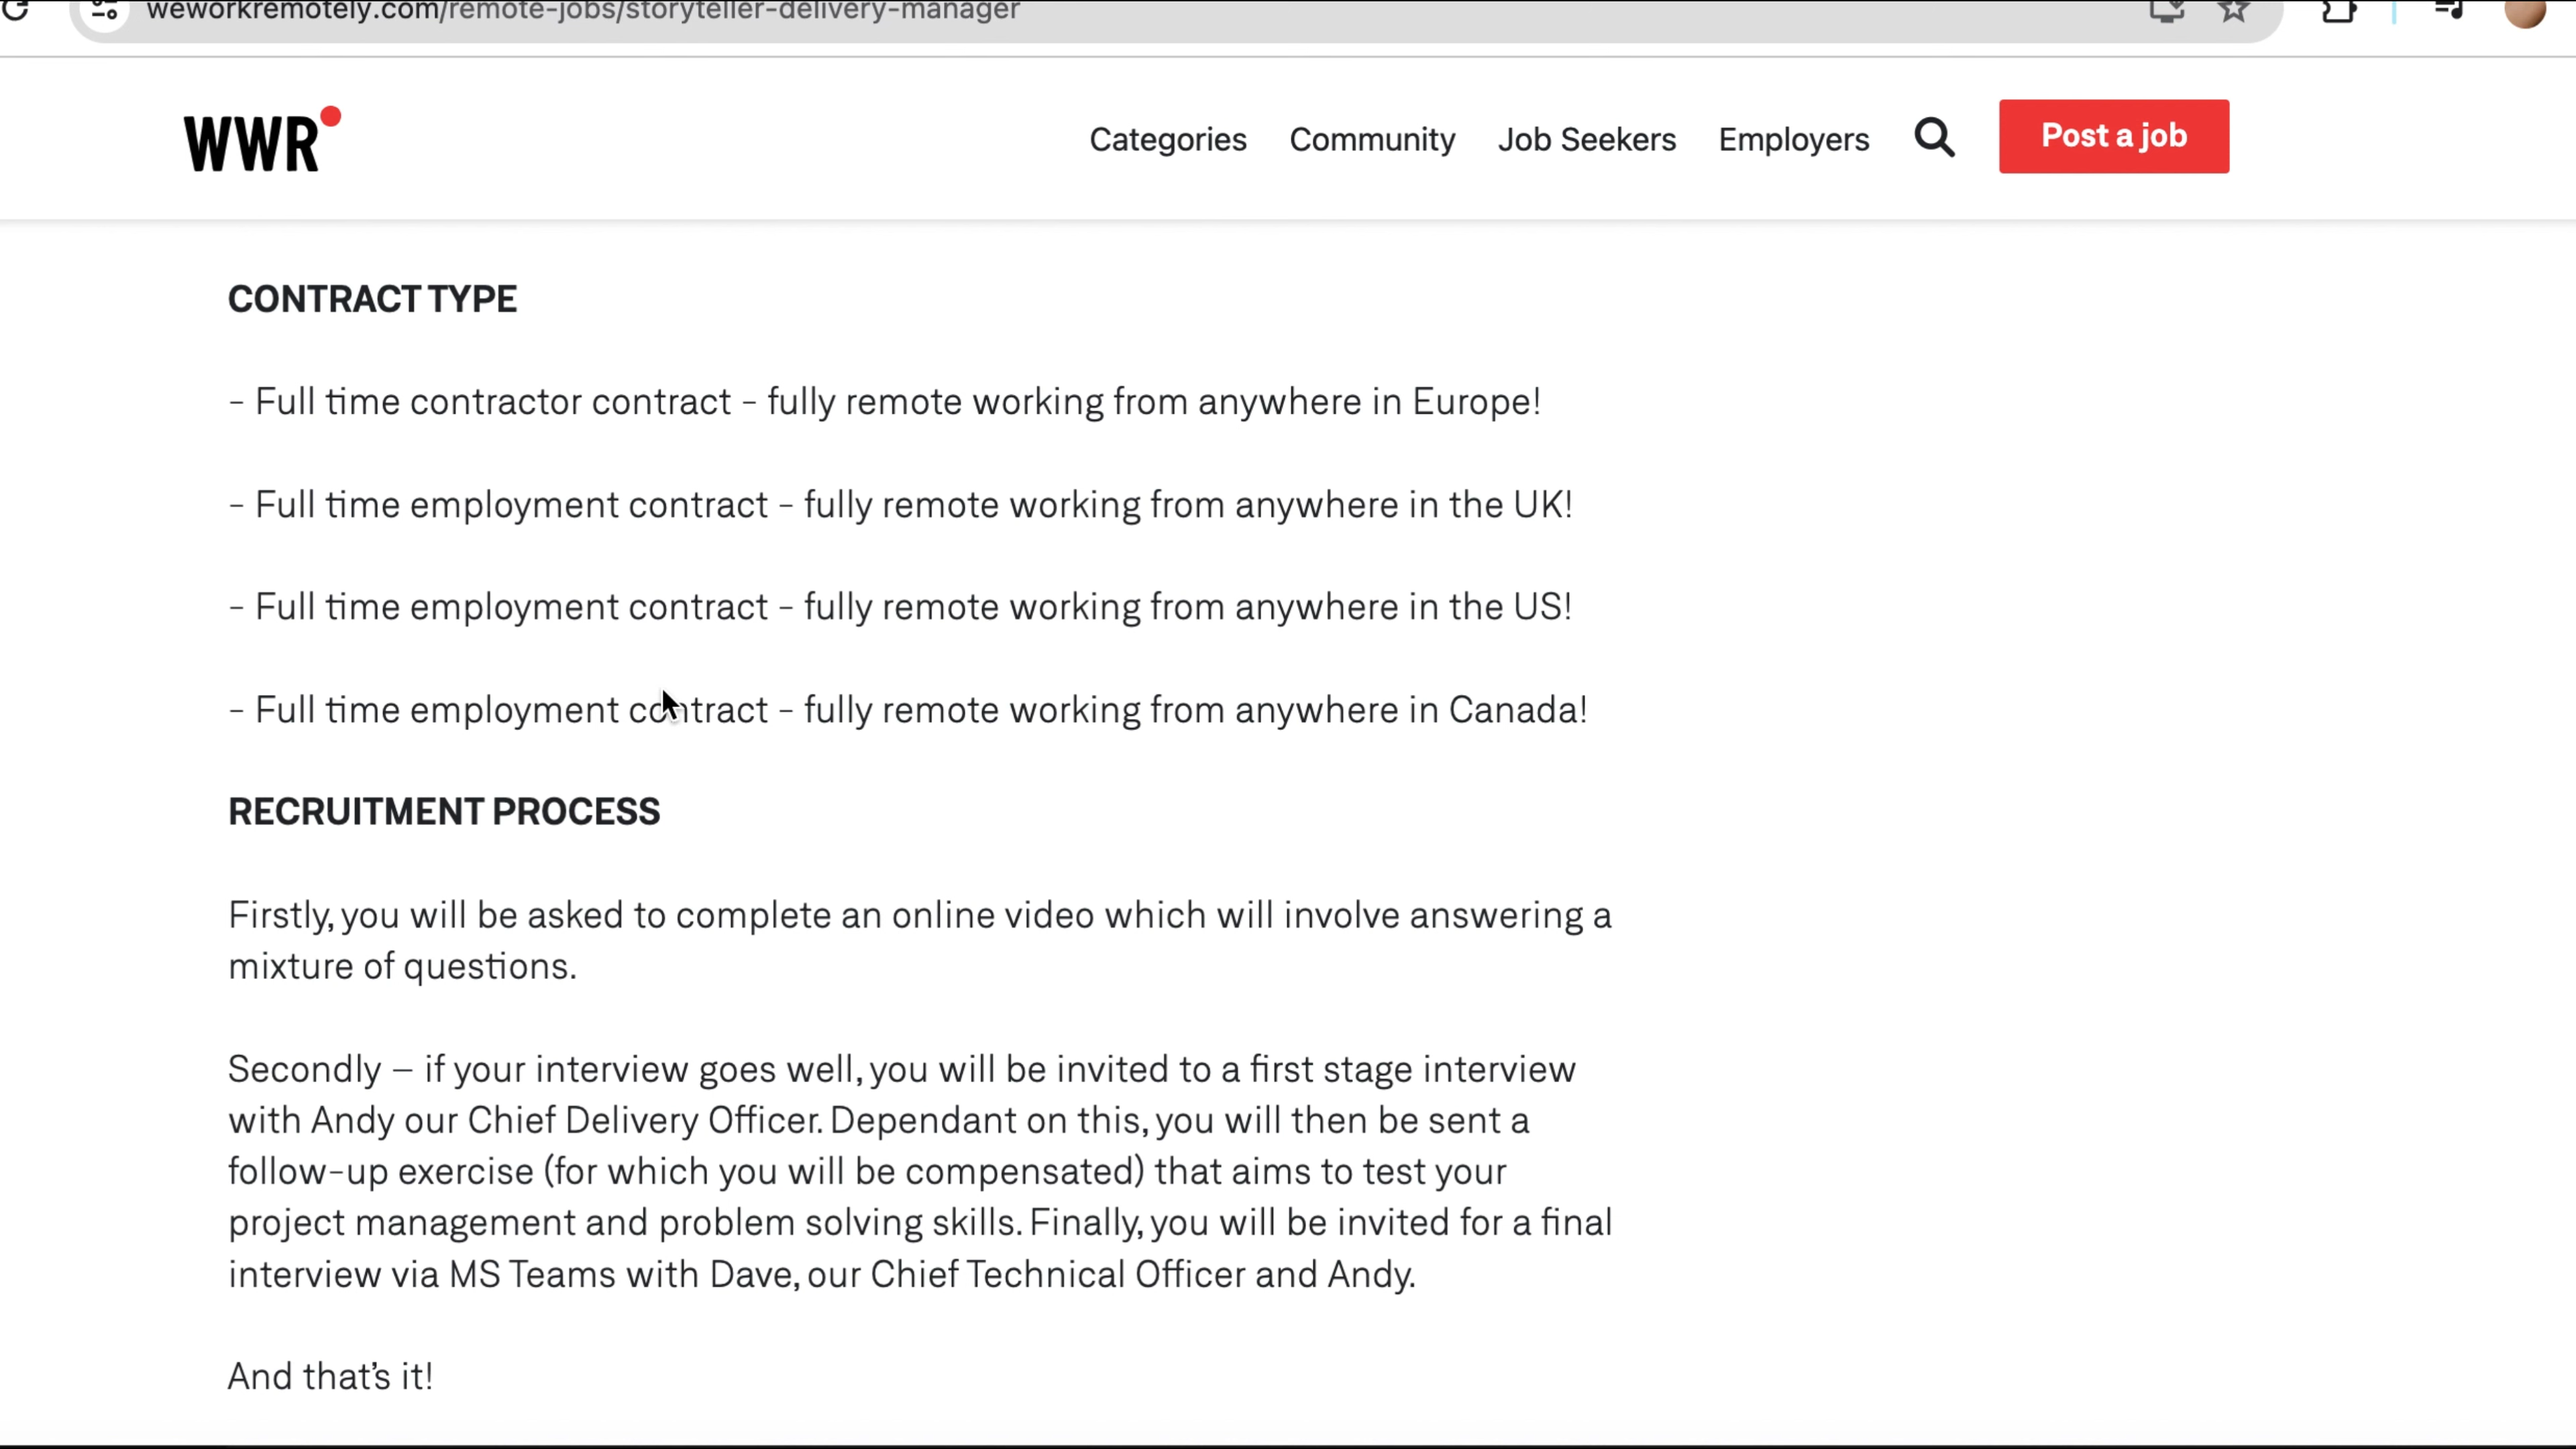 weworkremotely.com/remote-jobs/storyteller-delivery-manager
WWR
Categories Community Job Seekers Employers Post a job
CONTRACT TYPE
- Full time contractor contract - fully remote working from anywhere in Europe!
- Full time employment contract - fully remote working from anywhere in the UK!
- Full time employment contract - fully remote working from anywhere in the US!
- Full time employment contract - fully remote working from anywhere in Canada!
RECRUITMENT PROCESS
Firstly, you will be asked to complete an online video which will involve answering a
mixture of questions.
Secondly – if your interview goes well, you will be invited to a first stage interview
with Andy our Chief Delivery Officer. Dependant on this, you will then be sent a
follow-up exercise (for which you will be compensated) that aims to test your
project management and problem solving skills. Finally, you will be invited for a final
interview via MS Teams with Dave, our Chief Technical Officer and Andy.
And that's it!